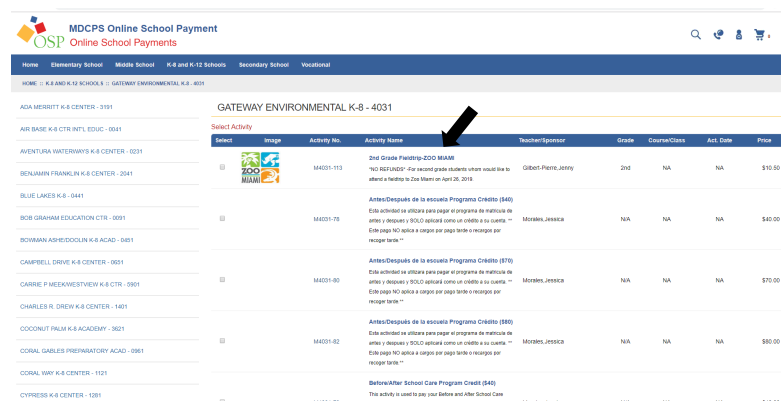 MDCPS Online School Payment
OSP Online School Payments
0
Home Elementary School Middle School K-8 and K-12 Schools Secondary School Vocational
HOME :: K-8 AND K-12 SCHOOLS :: GATEWAY ENVIRONMENTAL K-8 - 4031
ADA MERRITT K-8 CENTER - 3191
AIR BASE K-8 CTR INT'L EDUC - 0041
AVENTURA WATERWAYS K-8 CENTER - 0231
BENJAMIN FRANKLIN K-8 CENTER - 2041
BLUE LAKES K-8 - 0441
BOB GRAHAM EDUCATION CTR - 0091
BOWMAN ASHE/DOOLIN K-8 ACAD - 0451
CAMPBELL DRIVE K-8 CENTER - 0651
CARRIE P MEEK/WESTVIEW K-8 CTR - 5901
CHARLES R. DREW K-8 CENTER - 1401
COCONUT PALM K-8 ACADEMY - 3621
CORAL GABLES PREPARATORY ACAD - 0961
CORAL WAY K-8 CENTER - 1121
CYPRESS K-8 CENTER - 1281
GATEWAY ENVIRONMENTAL K-8 - 4031
Select Activity
Select Image Activity No. Activity Name Teacher/Sponsor Grade Course/Class Act. Date Price
ZOO MIAMI
M4031-113
2nd Grade Fieldtrip-ZOO MIAMI
*NO REFUNDS* -For second grade students whom would like to
attend a fieldtrip to Zoo Miami on April 26, 2019.
Gilbert-Pierre,Jenny 2nd NA NA $10.50
M4031-76
Antes/Después de la escuela Programa Crédito ($40)
Esta actividad se utilizara para pagar el programa de matricula de
antes y despues y SOLO aplicará como un crédito a su cuenta. **
Este pago NO aplica a cargos por pago tarde o recargos por
recoger tarde.**
Morales,Jessica N/A NA NA $40.00
M4031-80
Antes/Después de la escuela Programa Crédito ($70)
Esta actividad se utilizara para pagar el programa de matricula de
antes y despues y SOLO aplicará como un crédito a su cuenta. **
Este pago NO aplica a cargos por pago tarde o recargos por
recoger tarde.**
Morales,Jessica N/A NA NA $70.00
M4031-82
Antes/Después de la escuela Programa Crédito ($80)
Esta actividad se utilizara para pagar el programa de matricula de
antes y despues y SOLO aplicará como un crédito a su cuenta. **
Este pago NO aplica a cargos por pago tarde o recargos por
recoger tarde.**
Morales,Jessica N/A NA NA $80.00
Before/After School Care Program Credit ($40)
This activity is used to pay your Before and After School Care